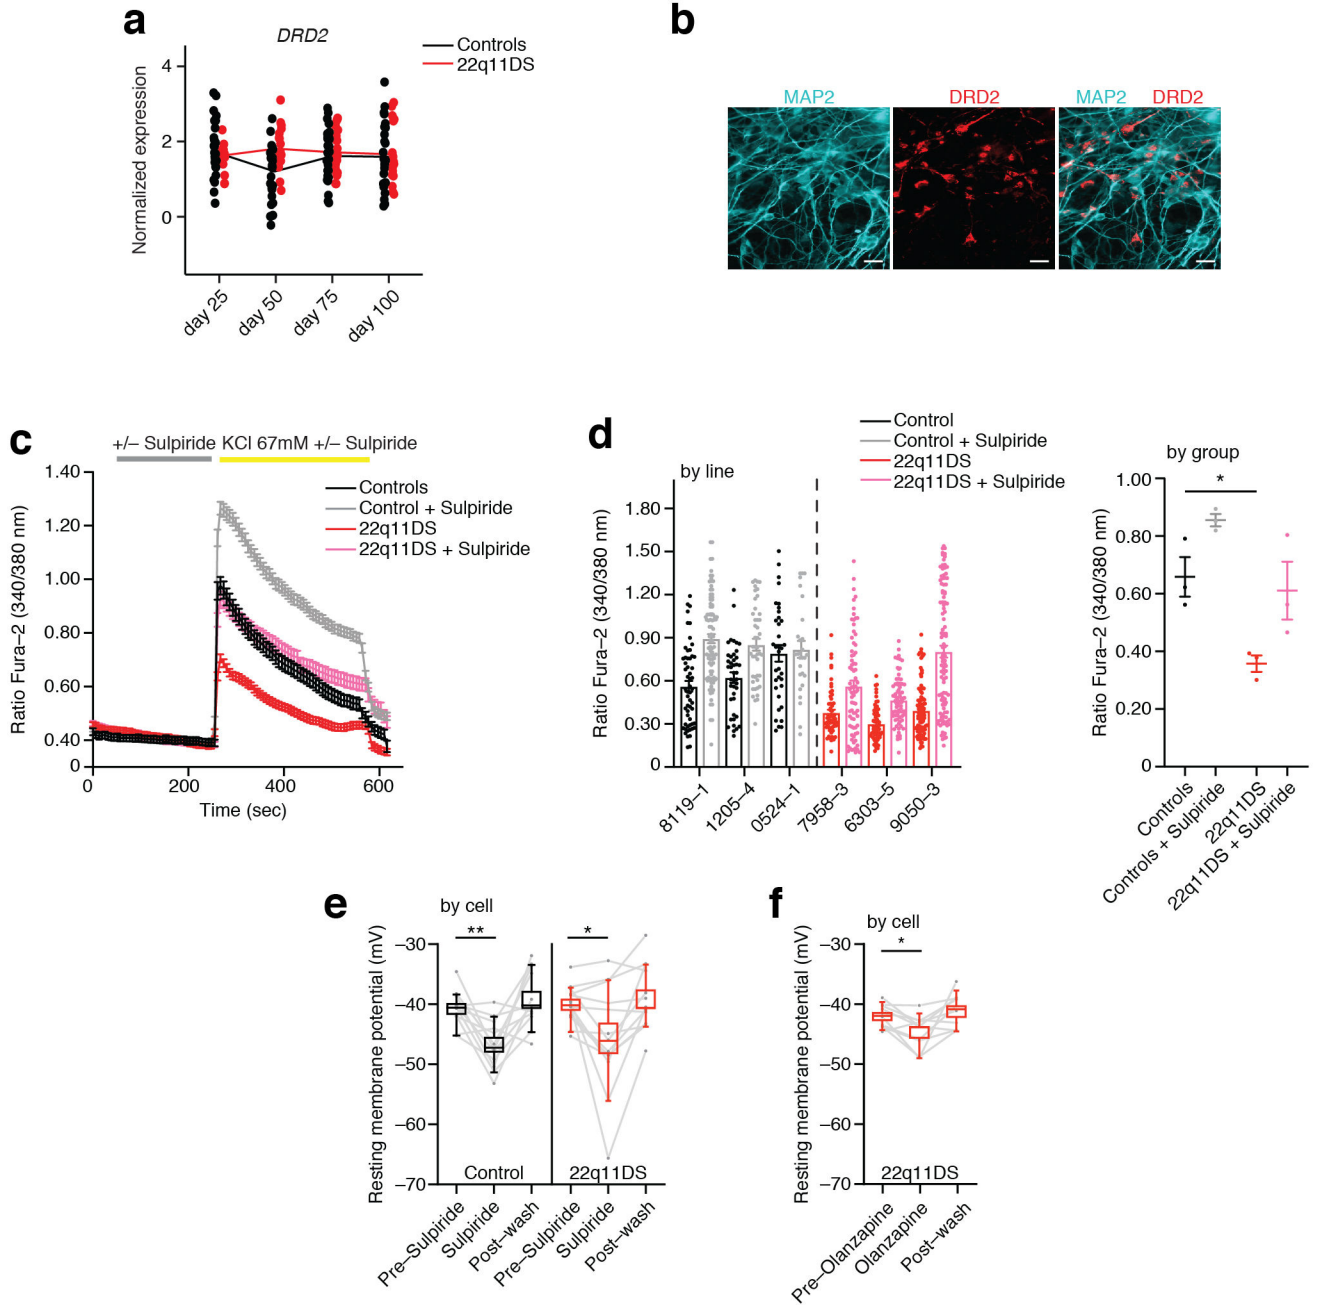 a
DRD2
Controls
22q11DS
Normalized expression
4
2
0
day 25
day 50
day 75
day 100
b
MAP2
DRD2
MAP2 DRD2
c
+/– Sulpiride KCl 67mM +/– Sulpiride
Controls
Control + Sulpiride
22q11DS
22q11DS + Sulpiride
Ratio Fura–2 (340/380 nm)
1.40
1.20
1.00
0.80
0.60
0.40
0
0
200
400
600
Time (sec)
d
Control
Control + Sulpiride
22q11DS
22q11DS + Sulpiride
by line
Ratio Fura–2 (340/380 nm)
1.80
1.50
1.20
0.90
0.60
0.30
0
8119–1
1205–4
0524–1
7958–3
6303–5
9050–3
by group
*
Ratio Fura–2 (340/380 nm)
1.00
0.80
0.60
0.40
0.20
0
Controls
Controls + Sulpiride
22q11DS
22q11DS + Sulpiride
e
by cell
**
*
Resting membrane potential (mV)
–30
–40
–50
–60
–70
Control
22q11DS
Pre–Sulpiride
Sulpiride
Post–wash
Pre–Sulpiride
Sulpiride
Post–wash
f
by cell
*
Resting membrane potential (mV)
–30
–40
–50
–60
–70
22q11DS
Pre–Olanzapine
Olanzapine
Post–wash